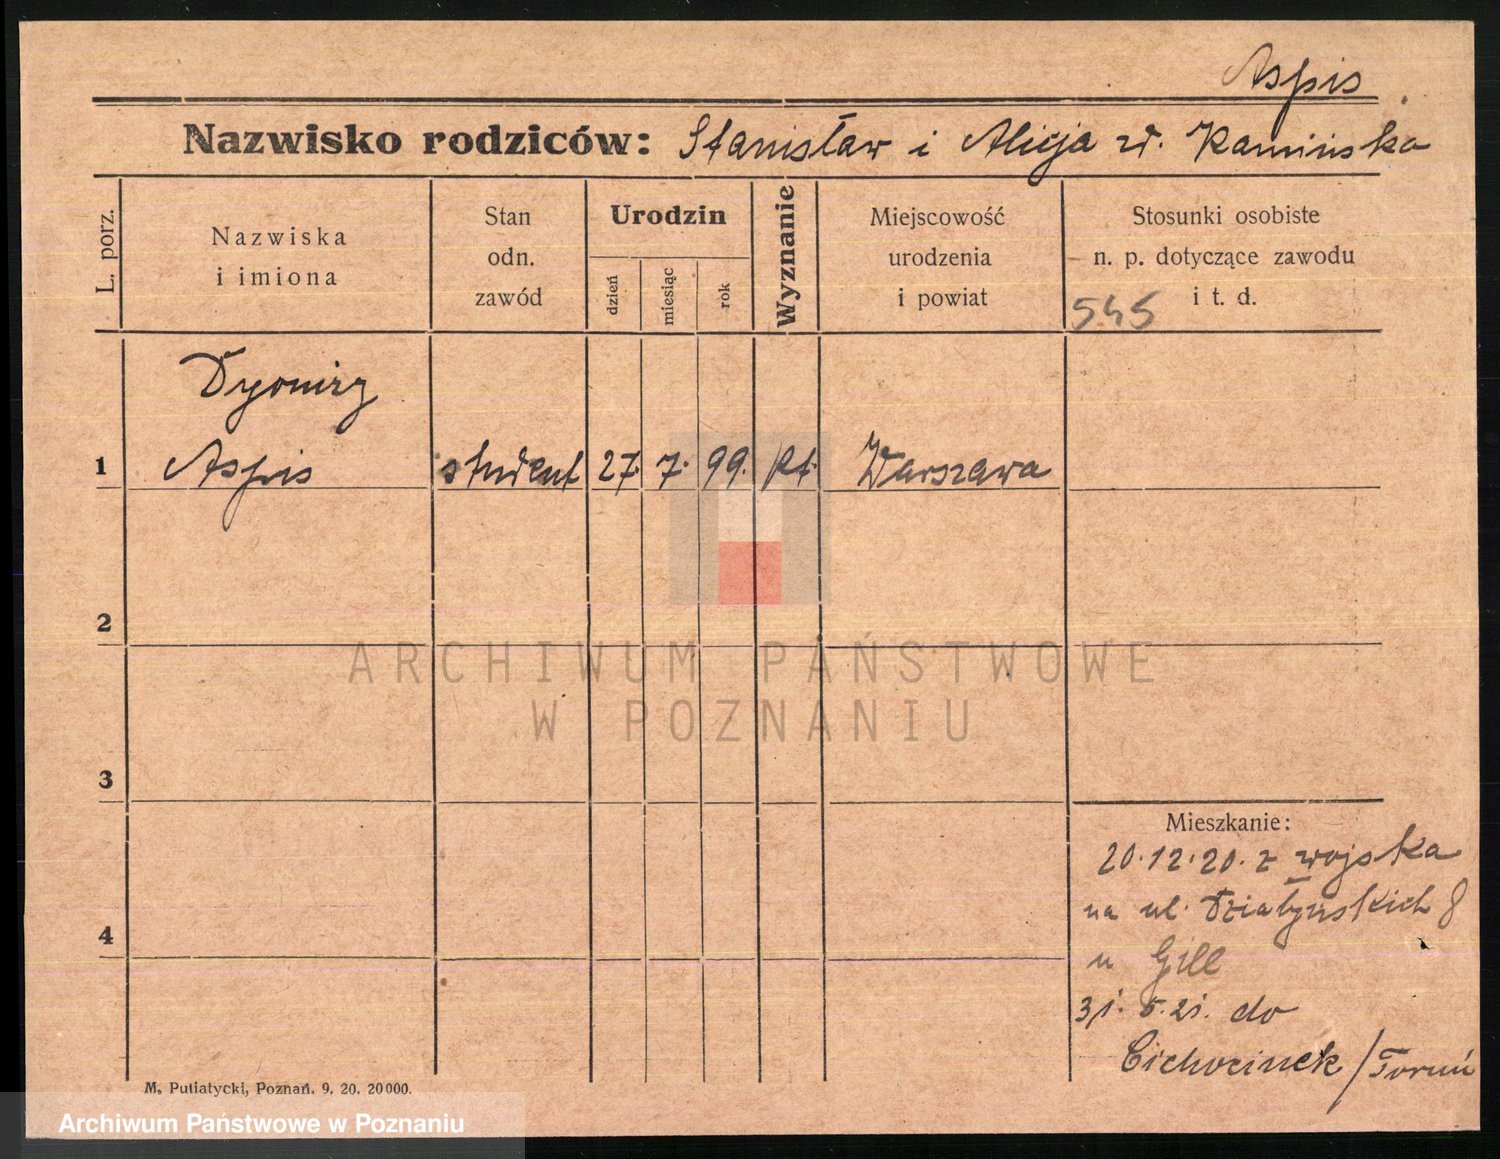 Aspis
Nazwisko rodziców: Stanisław i Alicja zd. Kamińska
L. porz.
Nazwiska
i imiona
Stan
odn.
zawód
Urodzin
dzień
miesiąc
rok
Wyznanie
Miejscowość
urodzenia
i powiat
Stosunki osobiste
n. p. dotyczące zawodu
i t. d.
545
Dyonizy
1 Aspis student 27. 7. 99. kt. Warszawa
2
3
4
Mieszkanie:
20.12.20. z wojska
na ul. Działyńskich 8
u Gill
31. 5. 21. do
Ciechocinek / Toruń
M. Putiatycki, Poznań. 9. 20. 20000.
ARCHIWUM PAŃSTWOWE
W POZNANIU
Archiwum Państwowe w Poznaniu